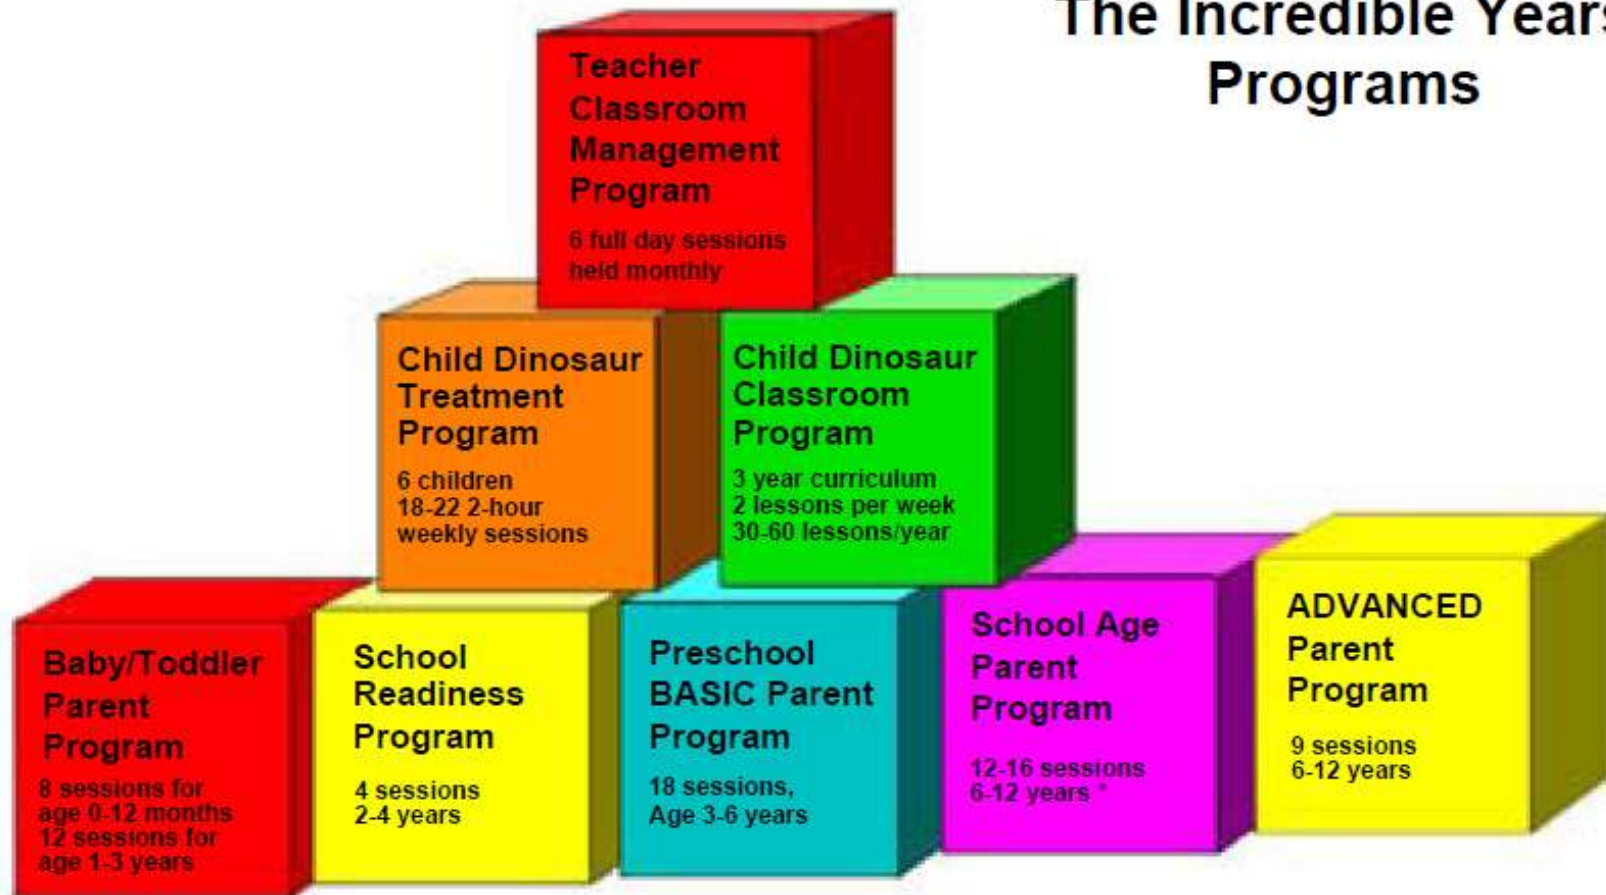 The Incredible Years
Programs
Teacher
Classroom
Management
Program
6 full day sessions
held monthly
Child Dinosaur
Treatment
Program
6 children
18-22 2-hour
weekly sessions
Child Dinosaur
Classroom
Program
3 year curriculum
2 lessons per week
30-60 lessons/year
Baby/Toddler
Parent
Program
8 sessions for
age 0-12 months
12 sessions for
age 1-3 years
School
Readiness
Program
4 sessions
2-4 years
Preschool
BASIC Parent
Program
18 sessions,
Age 3-6 years
School Age
Parent
Program
12-16 sessions
6-12 years *
ADVANCED
Parent
Program
9 sessions
6-12 years